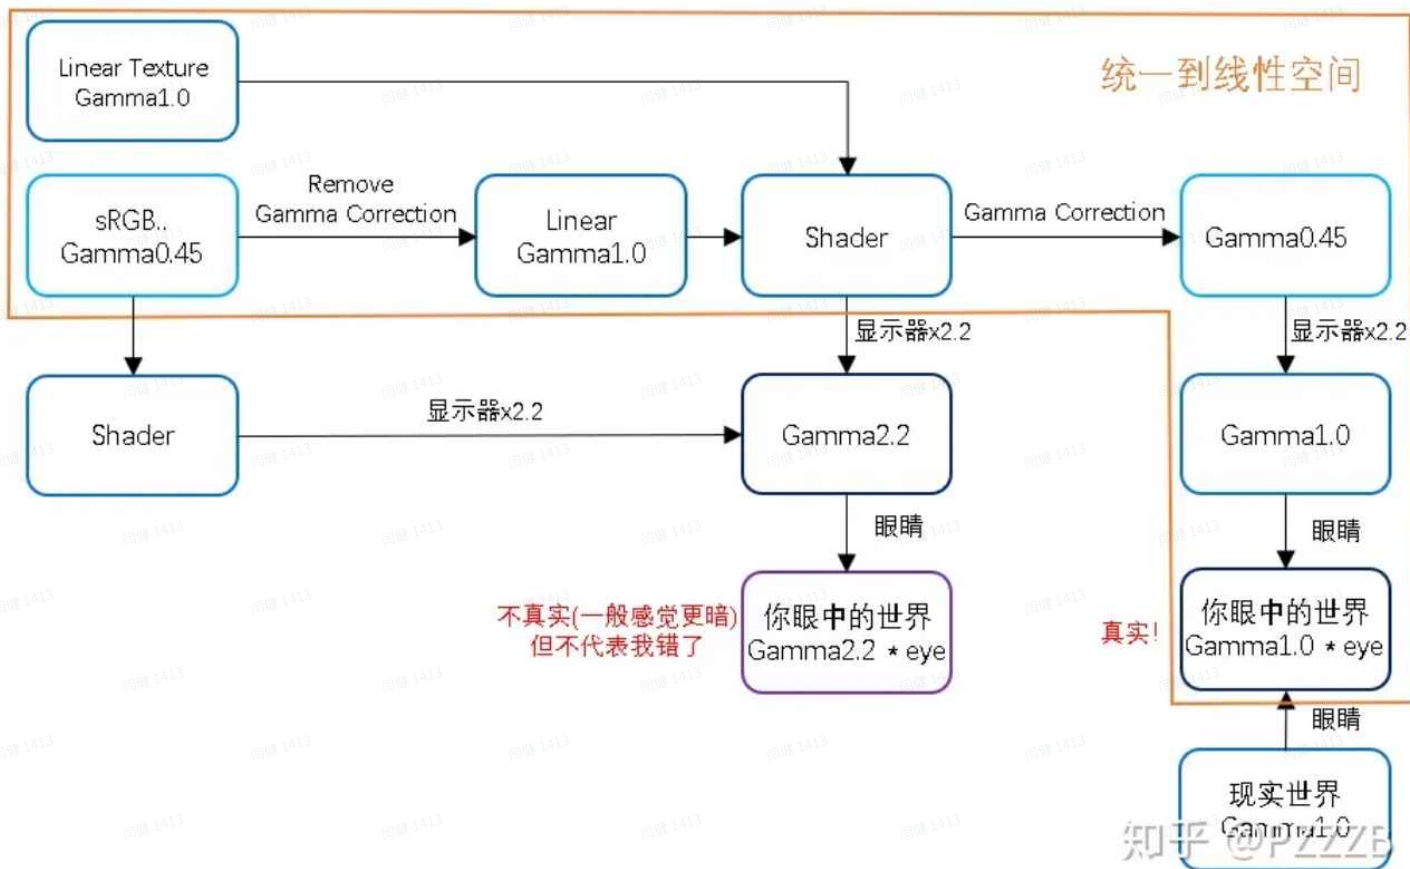 Linear Texture
Gamma1.0
统一到线性空间
Remove
Gamma Correction
sRGB..
Gamma0.45
Linear
Gamma1.0
Shader
Gamma Correction
Gamma0.45
显示器x2.2
显示器x2.2
Shader
显示器x2.2
Gamma2.2
Gamma1.0
眼睛
眼睛
不真实(一般感觉更暗)
但不代表我错了
你眼中的世界
Gamma2.2 * eye
真实!
你眼中的世界
Gamma1.0 * eye
眼睛
现实世界
Gamma1.0
知乎 @PZZZB